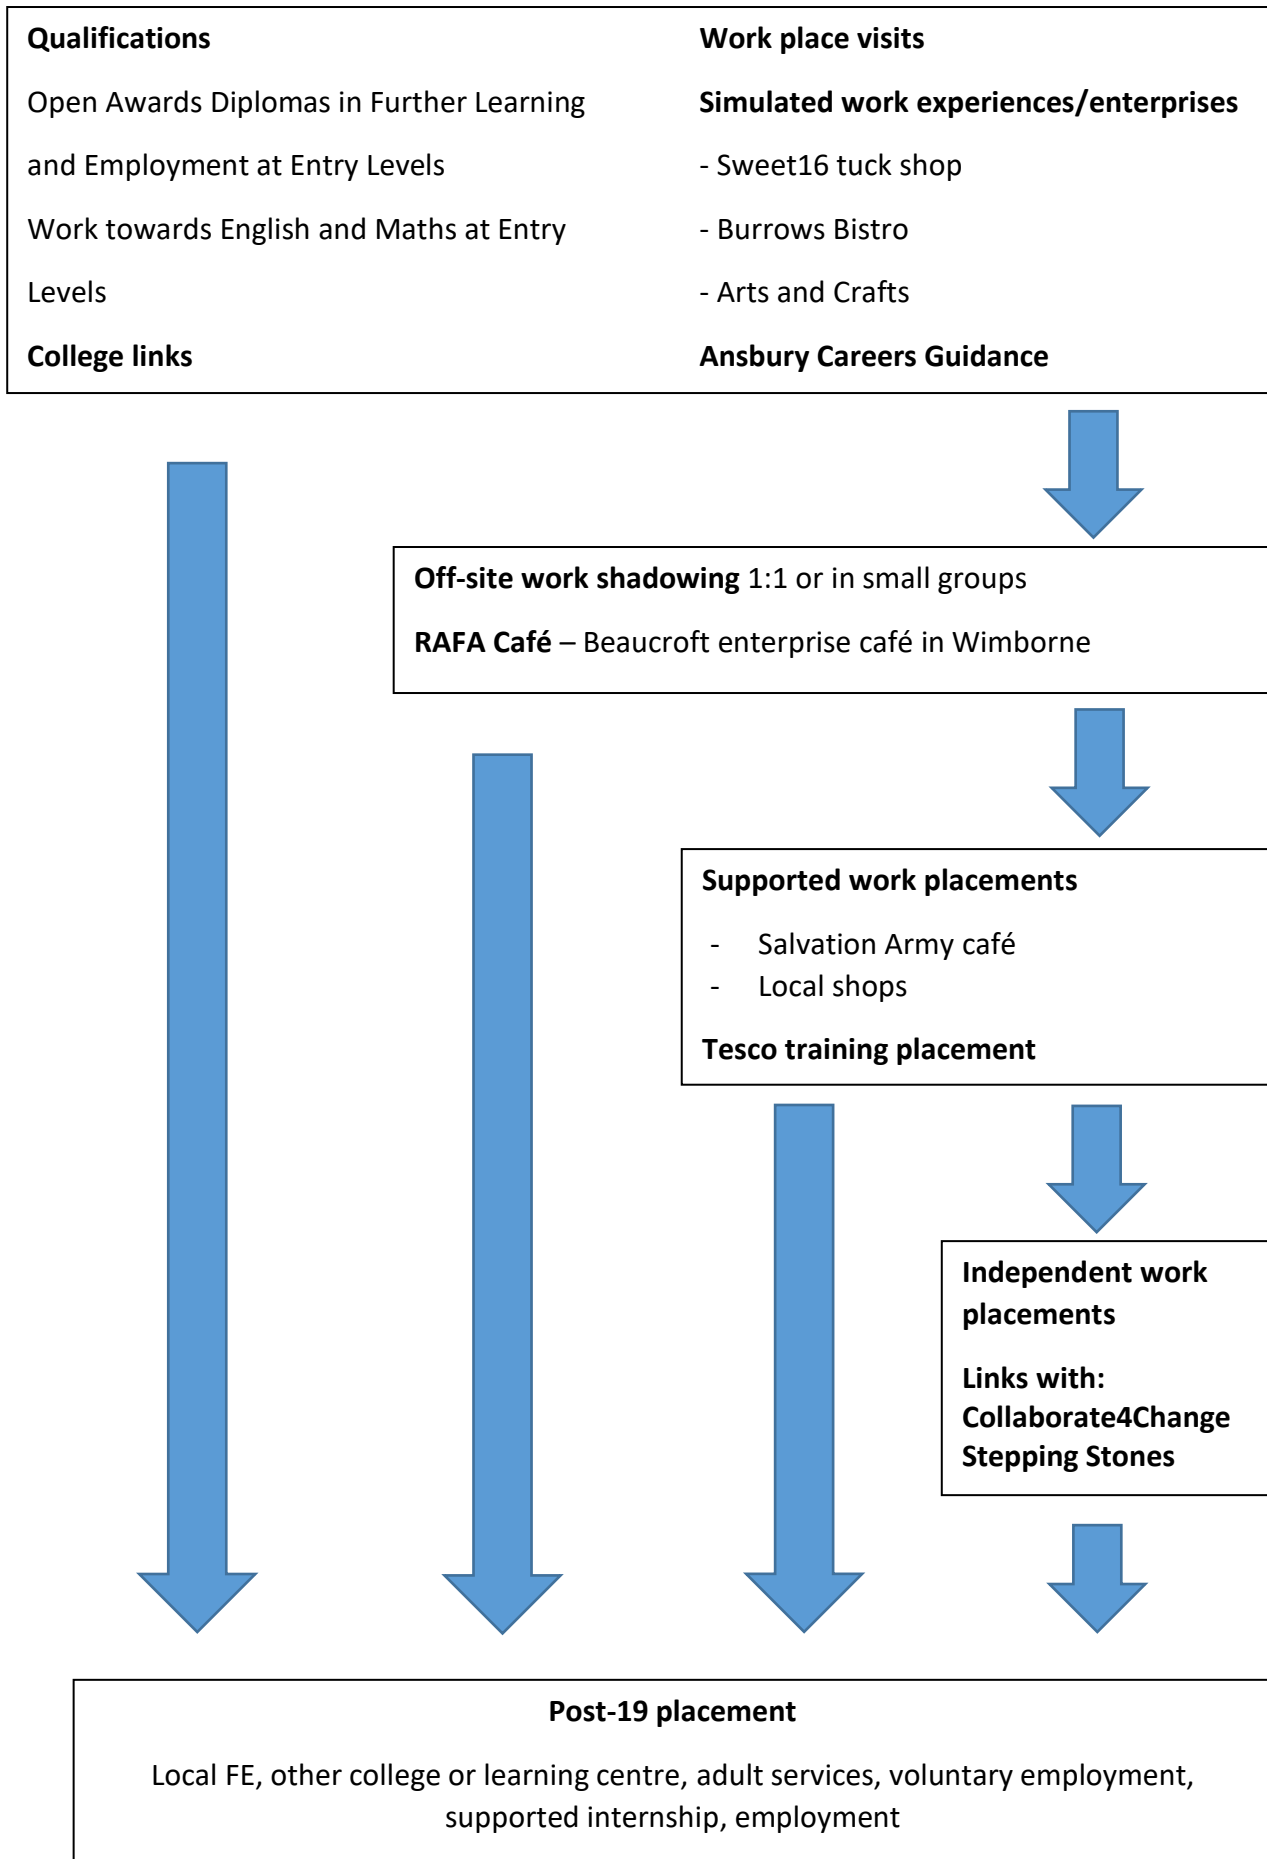 Qualifications
Open Awards Diplomas in Further Learning
and Employment at Entry Levels
Work towards English and Maths at Entry
Levels
College links
Work place visits
Simulated work experiences/enterprises
- Sweet16 tuck shop
- Burrows Bistro
- Arts and Crafts
Ansbury Careers Guidance
Off-site work shadowing 1:1 or in small groups
RAFA Café – Beaucroft enterprise café in Wimborne
Supported work placements
- Salvation Army café
- Local shops
Tesco training placement
Independent work
placements
Links with:
Collaborate4Change
Stepping Stones
Post-19 placement
Local FE, other college or learning centre, adult services, voluntary employment,
supported internship, employment